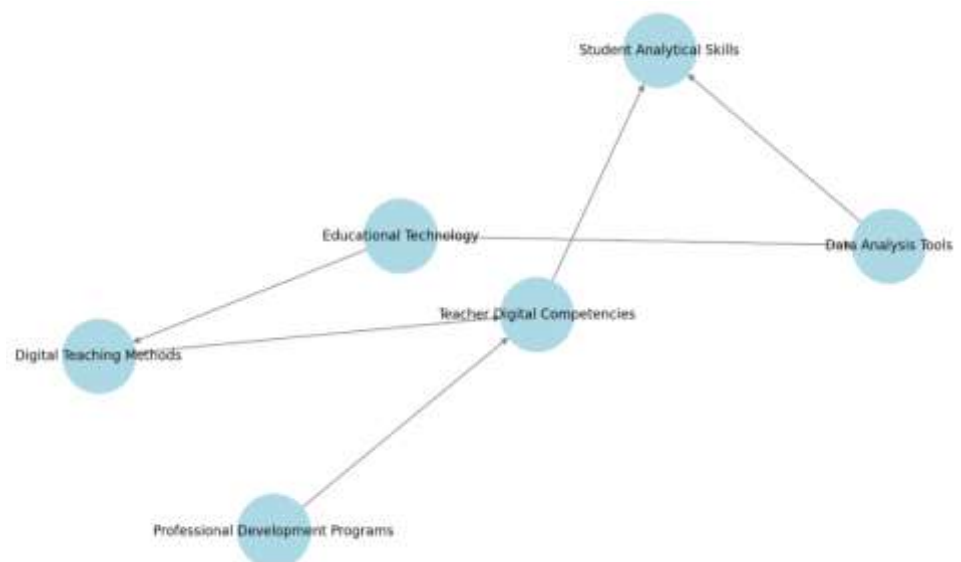 Student Analytical Skills
Educational Technology
Data Analysis Tools
Teacher Digital Competencies
Digital Teaching Methods
Professional Development Programs